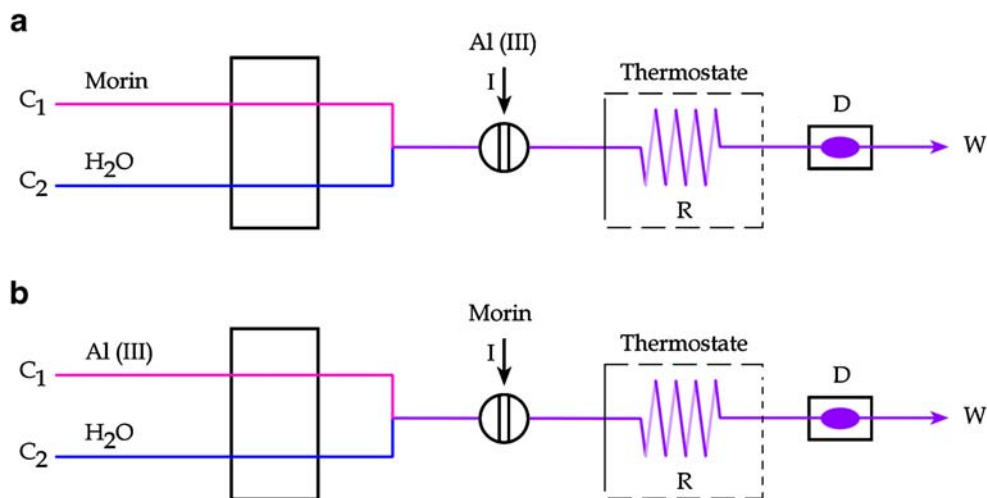 a
Al (III)
I
Morin
Thermostate
C1
D
H2O
W
C2
R
b
Morin
I
Al (III)
Thermostate
C1
D
H2O
W
C2
R